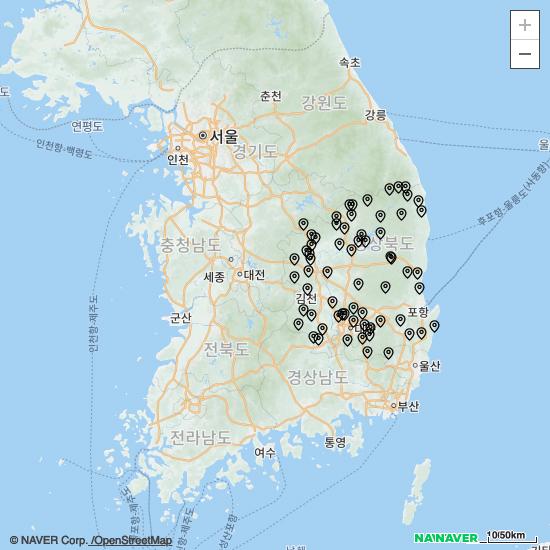 +
−
속초
춘천
강원도
강릉
연평도
서울
인천
경기도
인천항-백령도
울
후포항-울릉도(사동항)
상북도
충청남도
세종
대전
김천
포항
군산
인천항-제주도
전북도
대
경상남도
울산
부산
전라남도
여수
통영
© NAVER Corp. /OpenStreetMap
NAVER
10/50km